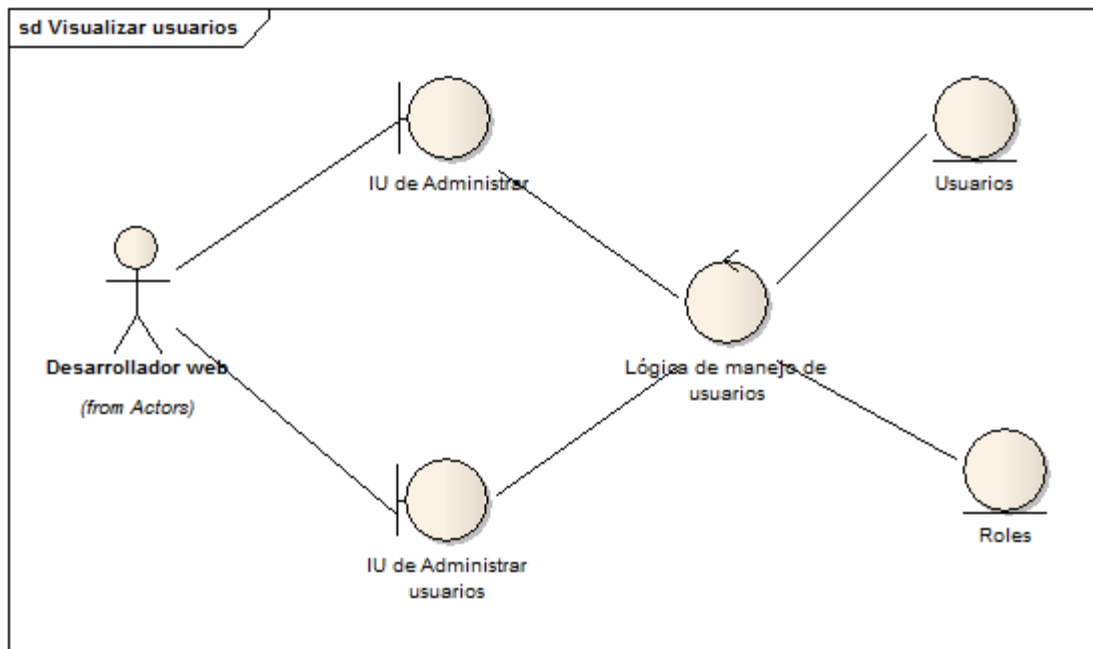 sd Visualizar usuarios
IU de Administrar
Usuarios
Desarrollador web
(from Actors)
Lógica de manejo de
usuarios
IU de Administrar
usuarios
Roles